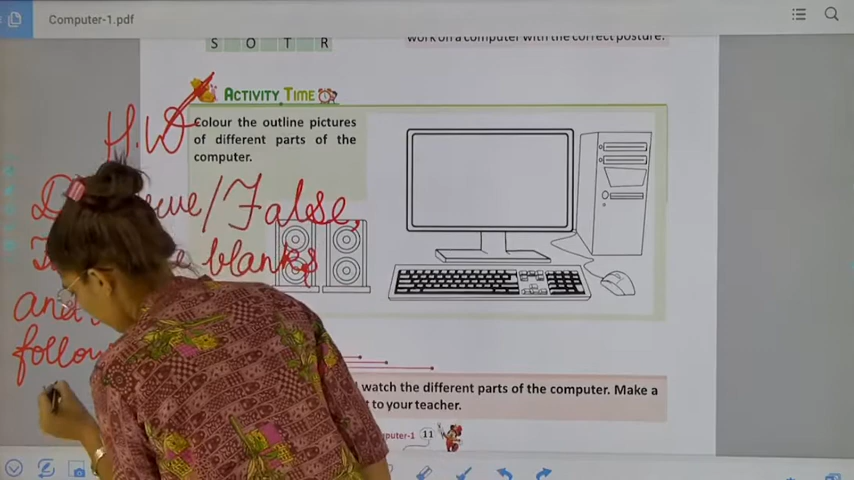 Computer-1.pdf
S O T R
work on a computer with the correct posture.
ACTIVITY TIME
Colour the outline pictures
of different parts of the
computer.
H.W
/False,
blanks
and
follow
watch the different parts of the computer. Make a
to your teacher.
mputer-1 11